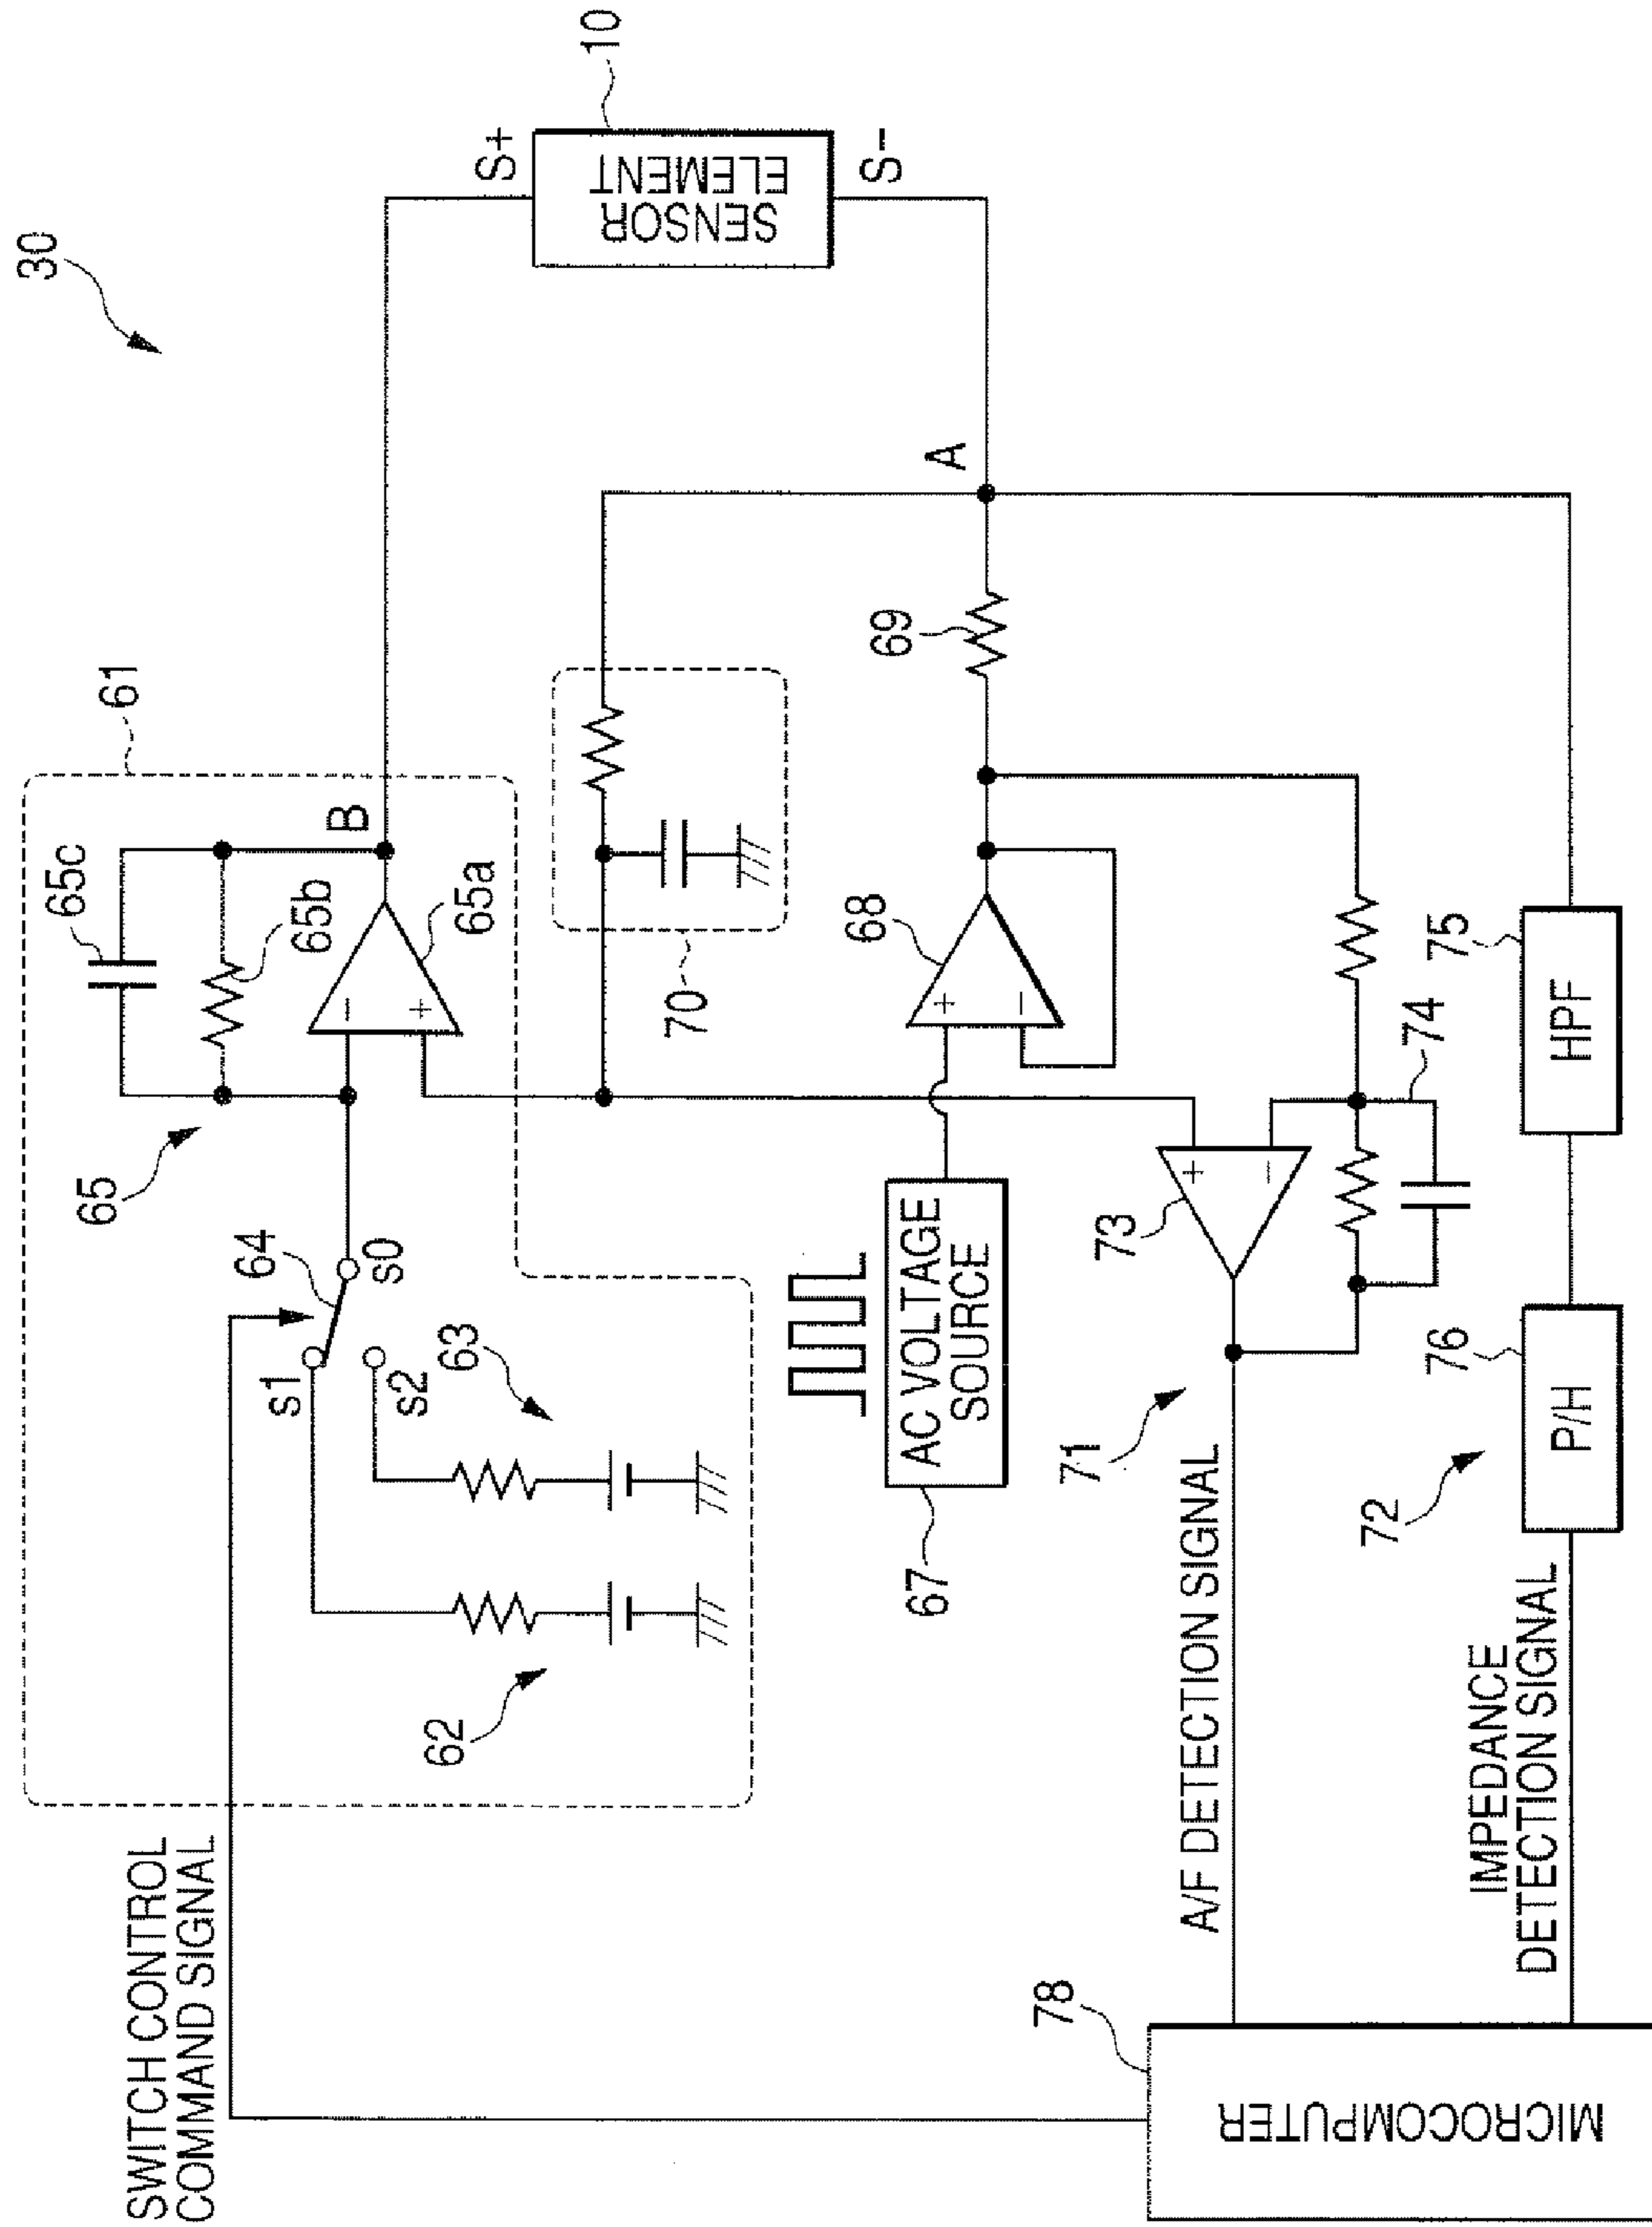 30
10
S+
SENSOR
ELEMENT
S-
61
65c
65b
B
65a
65
64
s0
s1
s2
63
62
SWITCH CONTROL
COMMAND SIGNAL
70
A
69
68
+
−
−
+
AC VOLTAGE
SOURCE
67
73
+
−
74
71
A/F DETECTION SIGNAL
75
HPF
76
P/H
72
IMPEDANCE
DETECTION SIGNAL
78
MICROCOMPUTER